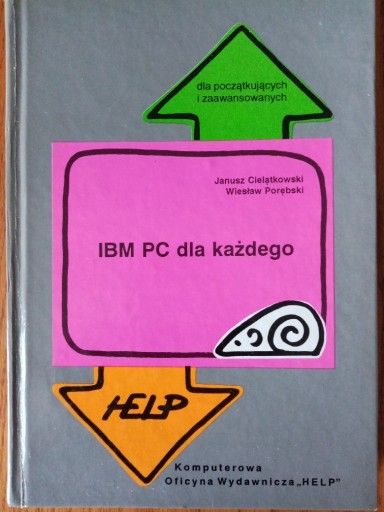 dla początkujących
i zaawansowanych
Janusz Cielątkowski
Wiesław Porębski
IBM PC dla każdego
HELP
Komputerowa
Oficyna Wydawnicza „HELP”